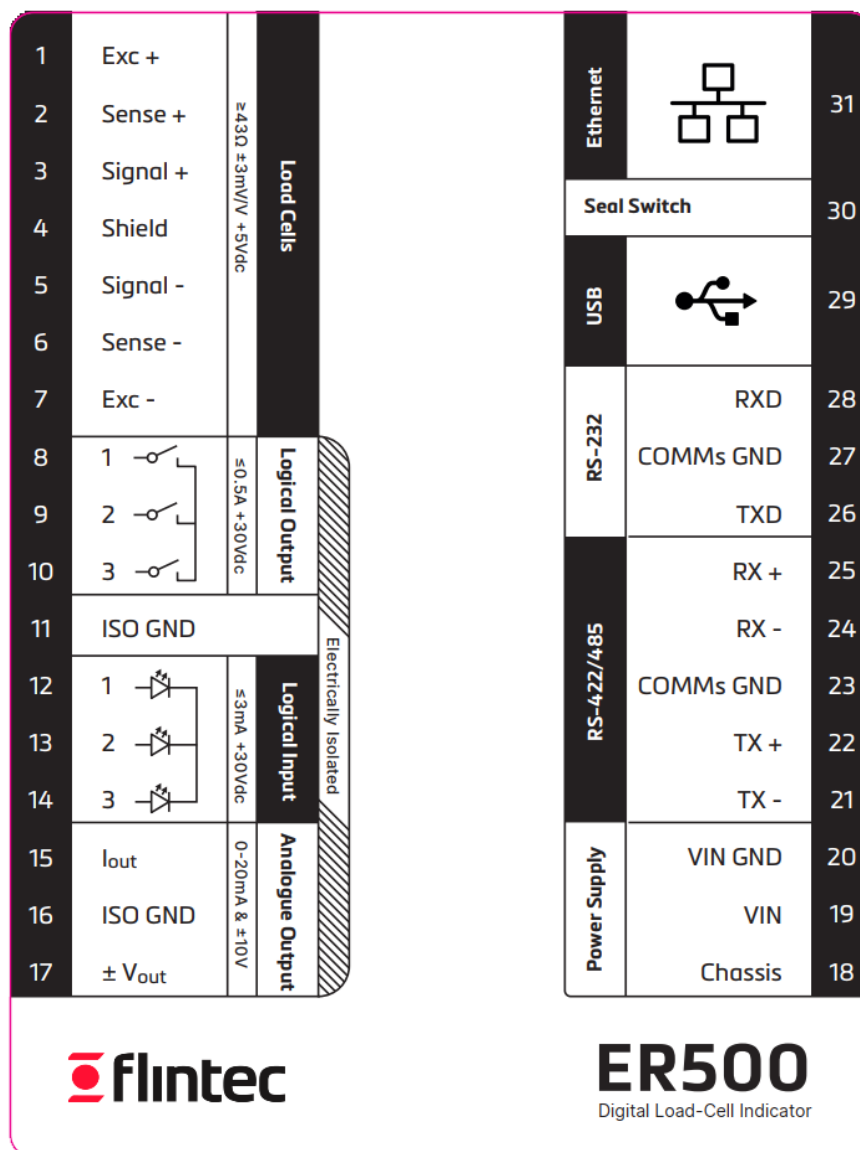 1 Exc +
2 Sense +
3 Signal +
4 Shield
5 Signal -
6 Sense -
7 Exc -
≥43Ω ±3mV/V +5Vdc
Load Cells
8 1
9 2
10 3
≤0.5A +30Vdc
Logical Output
11 ISO GND
12 1
13 2
14 3
≤3mA +30Vdc
Logical Input
Electrically Isolated
15 Iout
16 ISO GND
17 ± Vout
0-20mA & ±10V
Analogue Output
Ethernet
31
Seal Switch 30
USB
29
RS-232
RXD 28
COMMs GND 27
TXD 26
RS-422/485
RX + 25
RX - 24
COMMs GND 23
TX + 22
TX - 21
Power Supply
VIN GND 20
VIN 19
Chassis 18
flintec
ER500
Digital Load-Cell Indicator